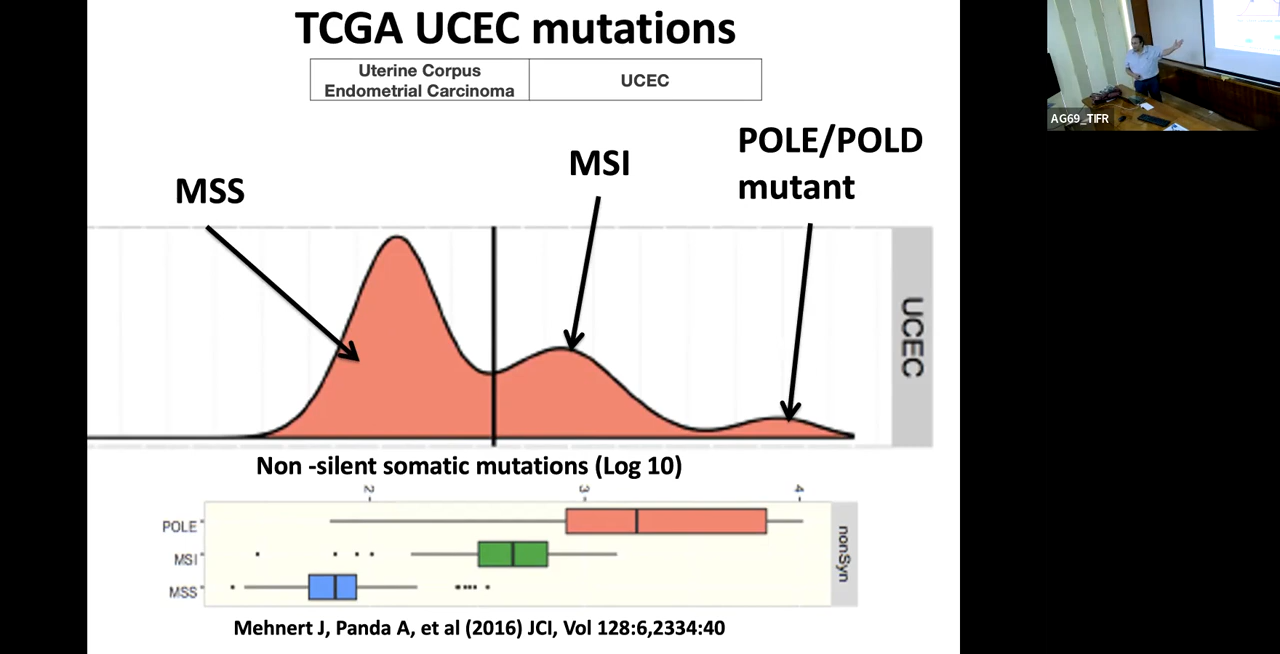 TCGA UCEC mutations
Uterine Corpus
Endometrial Carcinoma
UCEC
MSS
MSI
POLE/POLD
mutant
UCEC
AG69_TIFR
Non -silent somatic mutations (Log 10)
2
3
4
POLE
MSI
MSS
nonSyn
Mehnert J, Panda A, et al (2016) JCI, Vol 128:6,2334:40